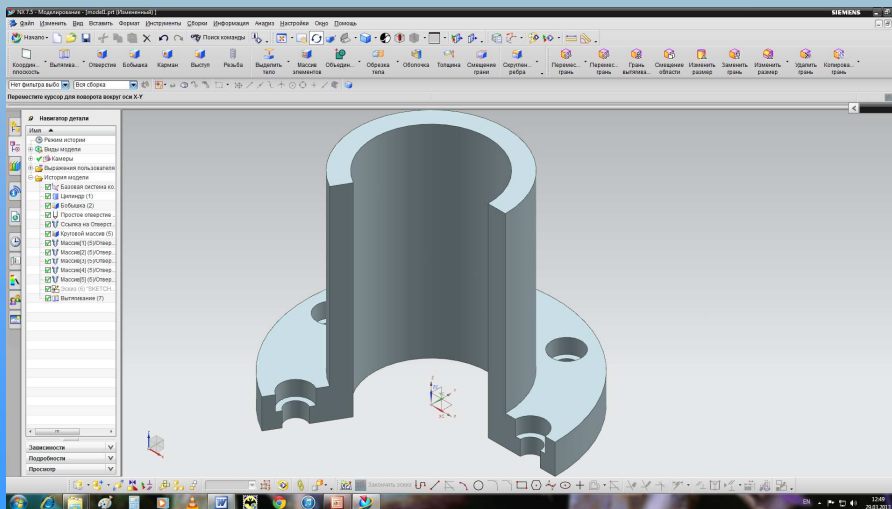 NX 7.5 - Моделирование - [model1.prt (Измененный) ]
SIEMENS
Файл Изменить Вид Вставить Формат Инструменты Сборки Информация Анализ Настройки Окно Помощь
Начало Поиск команды
Координ... плоскость
Вытягива...
Отверстие
Бобышка
Карман
Выступ
Резьба
Выделить тело
Массив элементов
Объедин...
Обрезка тела
Оболочка
Толщина
Смещение грани
Скруглен... ребра
Перемес... грань
Перемес... грань
Грань вытягива...
Смещение области
Изменить размер
Заменить грань
Изменить размер
Удалить грань
Копирова... грань
Нет фильтра выбо
Вся сборка
Переместите курсор для поворота вокруг оси X-Y
Навигатор детали
Имя
Режим истории
Виды модели
Камеры
Выражения пользователя
История модели
Базовая система ко...
Цилиндр (1)
Бобышка (2)
Простое отверстие ...
Ссылка на Отверст...
Круговой массив (5)
Массив[1] (5)/Отвер...
Массив[2] (5)/Отвер...
Массив[3] (5)/Отвер...
Массив[4] (5)/Отвер...
Массив[5] (5)/Отвер...
Эскиз (6) "SKETCH...
Вытягивание (7)
Зависимости
Подробности
Просмотр
Закончить эскиз
EN
12:49